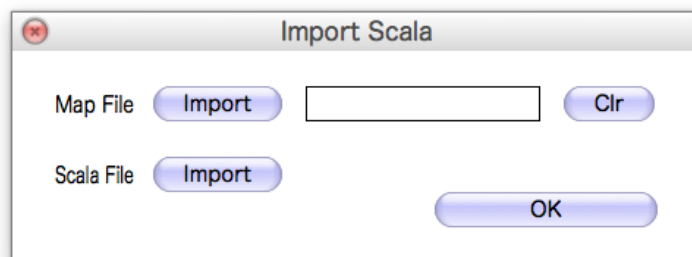 Import Scala
Map File Import Clr
Scala File Import
OK